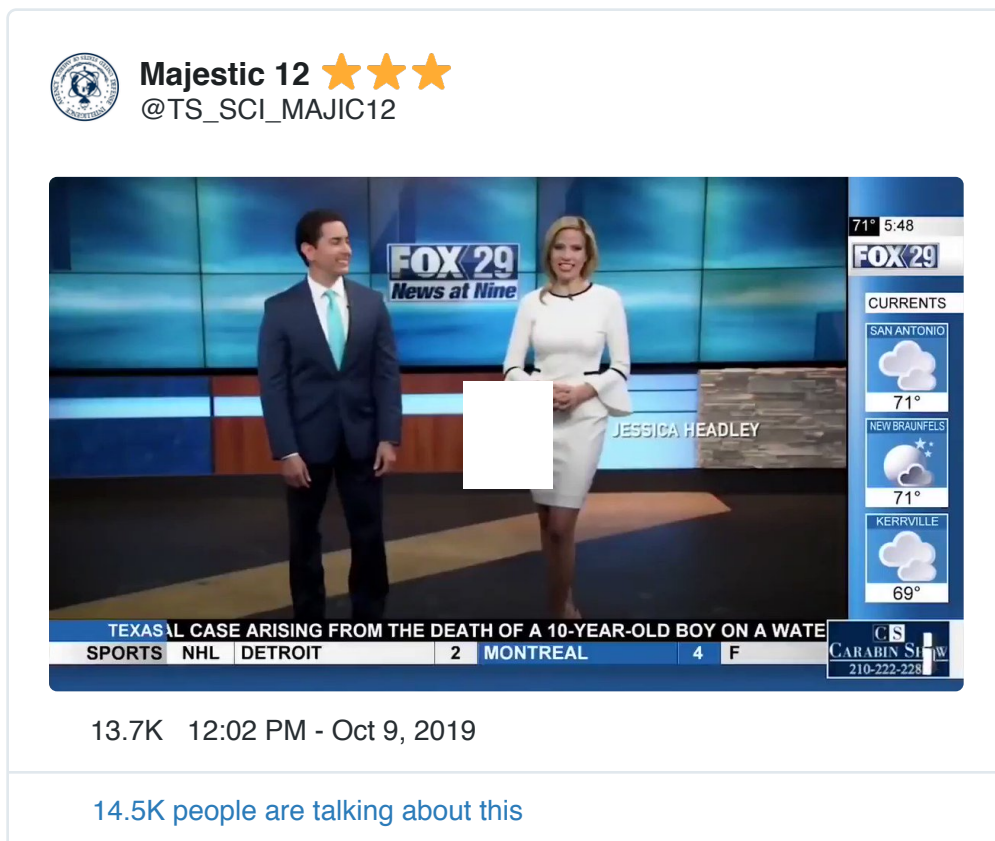 Majestic 12
@TS_SCI_MAJIC12
71° 5:48
FOX 29
FOX 29
News at Nine
CURRENTS
SAN ANTONIO
71°
JESSICA HEADLEY
NEW BRAUNFELS
71°
KERRVILLE
69°
TEXAS AL CASE ARISING FROM THE DEATH OF A 10-YEAR-OLD BOY ON A WATE
SPORTS NHL DETROIT 2 MONTREAL 4 F
CS
CARABIN
210-222-228
13.7K 12:02 PM - Oct 9, 2019
14.5K people are talking about this